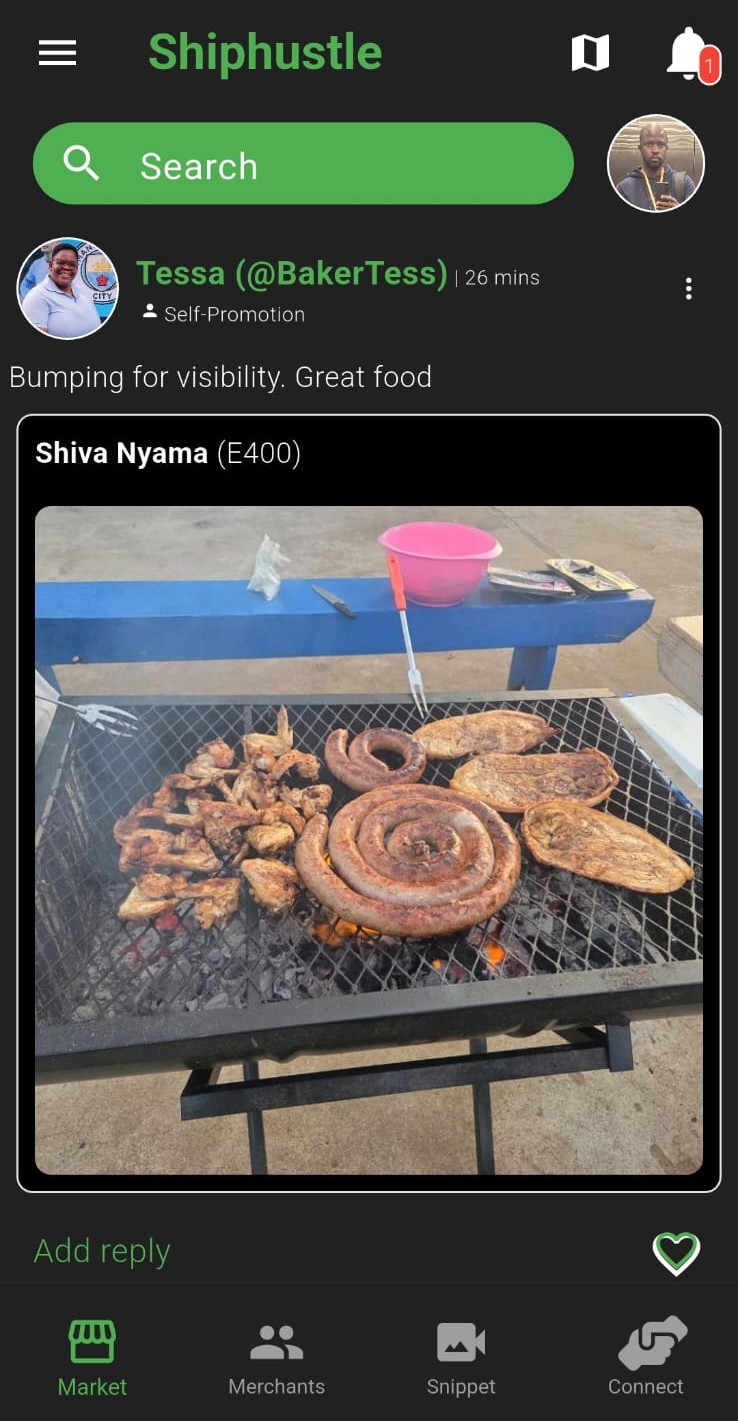 Shiphustle
1
Search
Tessa (@BakerTess) | 26 mins
Self-Promotion
Bumping for visibility. Great food
Shiva Nyama (E400)
Add reply
Market
Merchants
Snippet
Connect